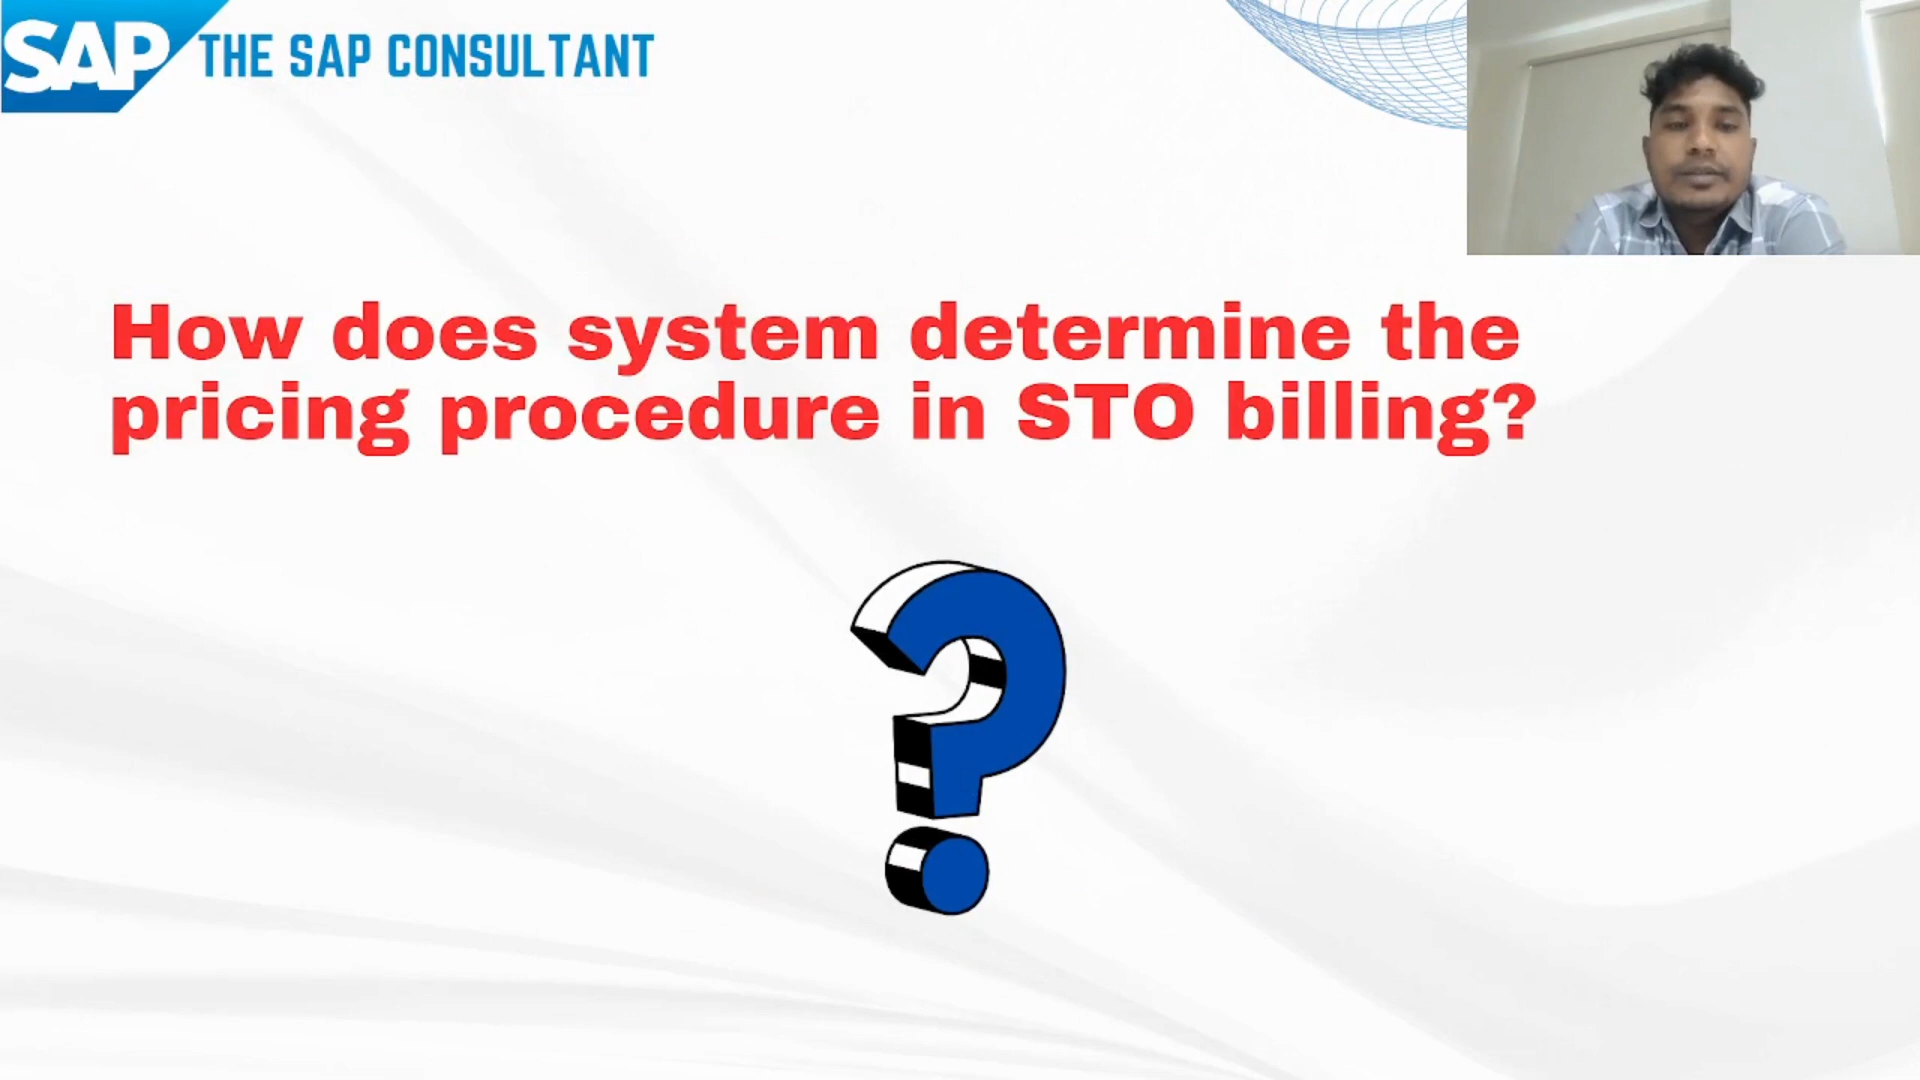 SAP THE SAP CONSULTANT
How does system determine the
pricing procedure in STO billing?
?